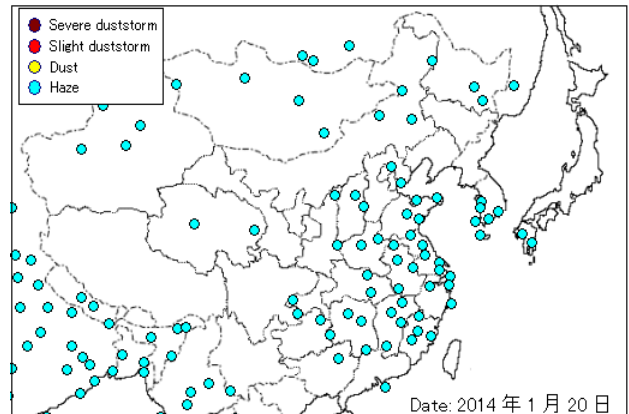 Severe duststorm
Slight duststorm
Dust
Haze
Date: 2014 年 1 月 20 日